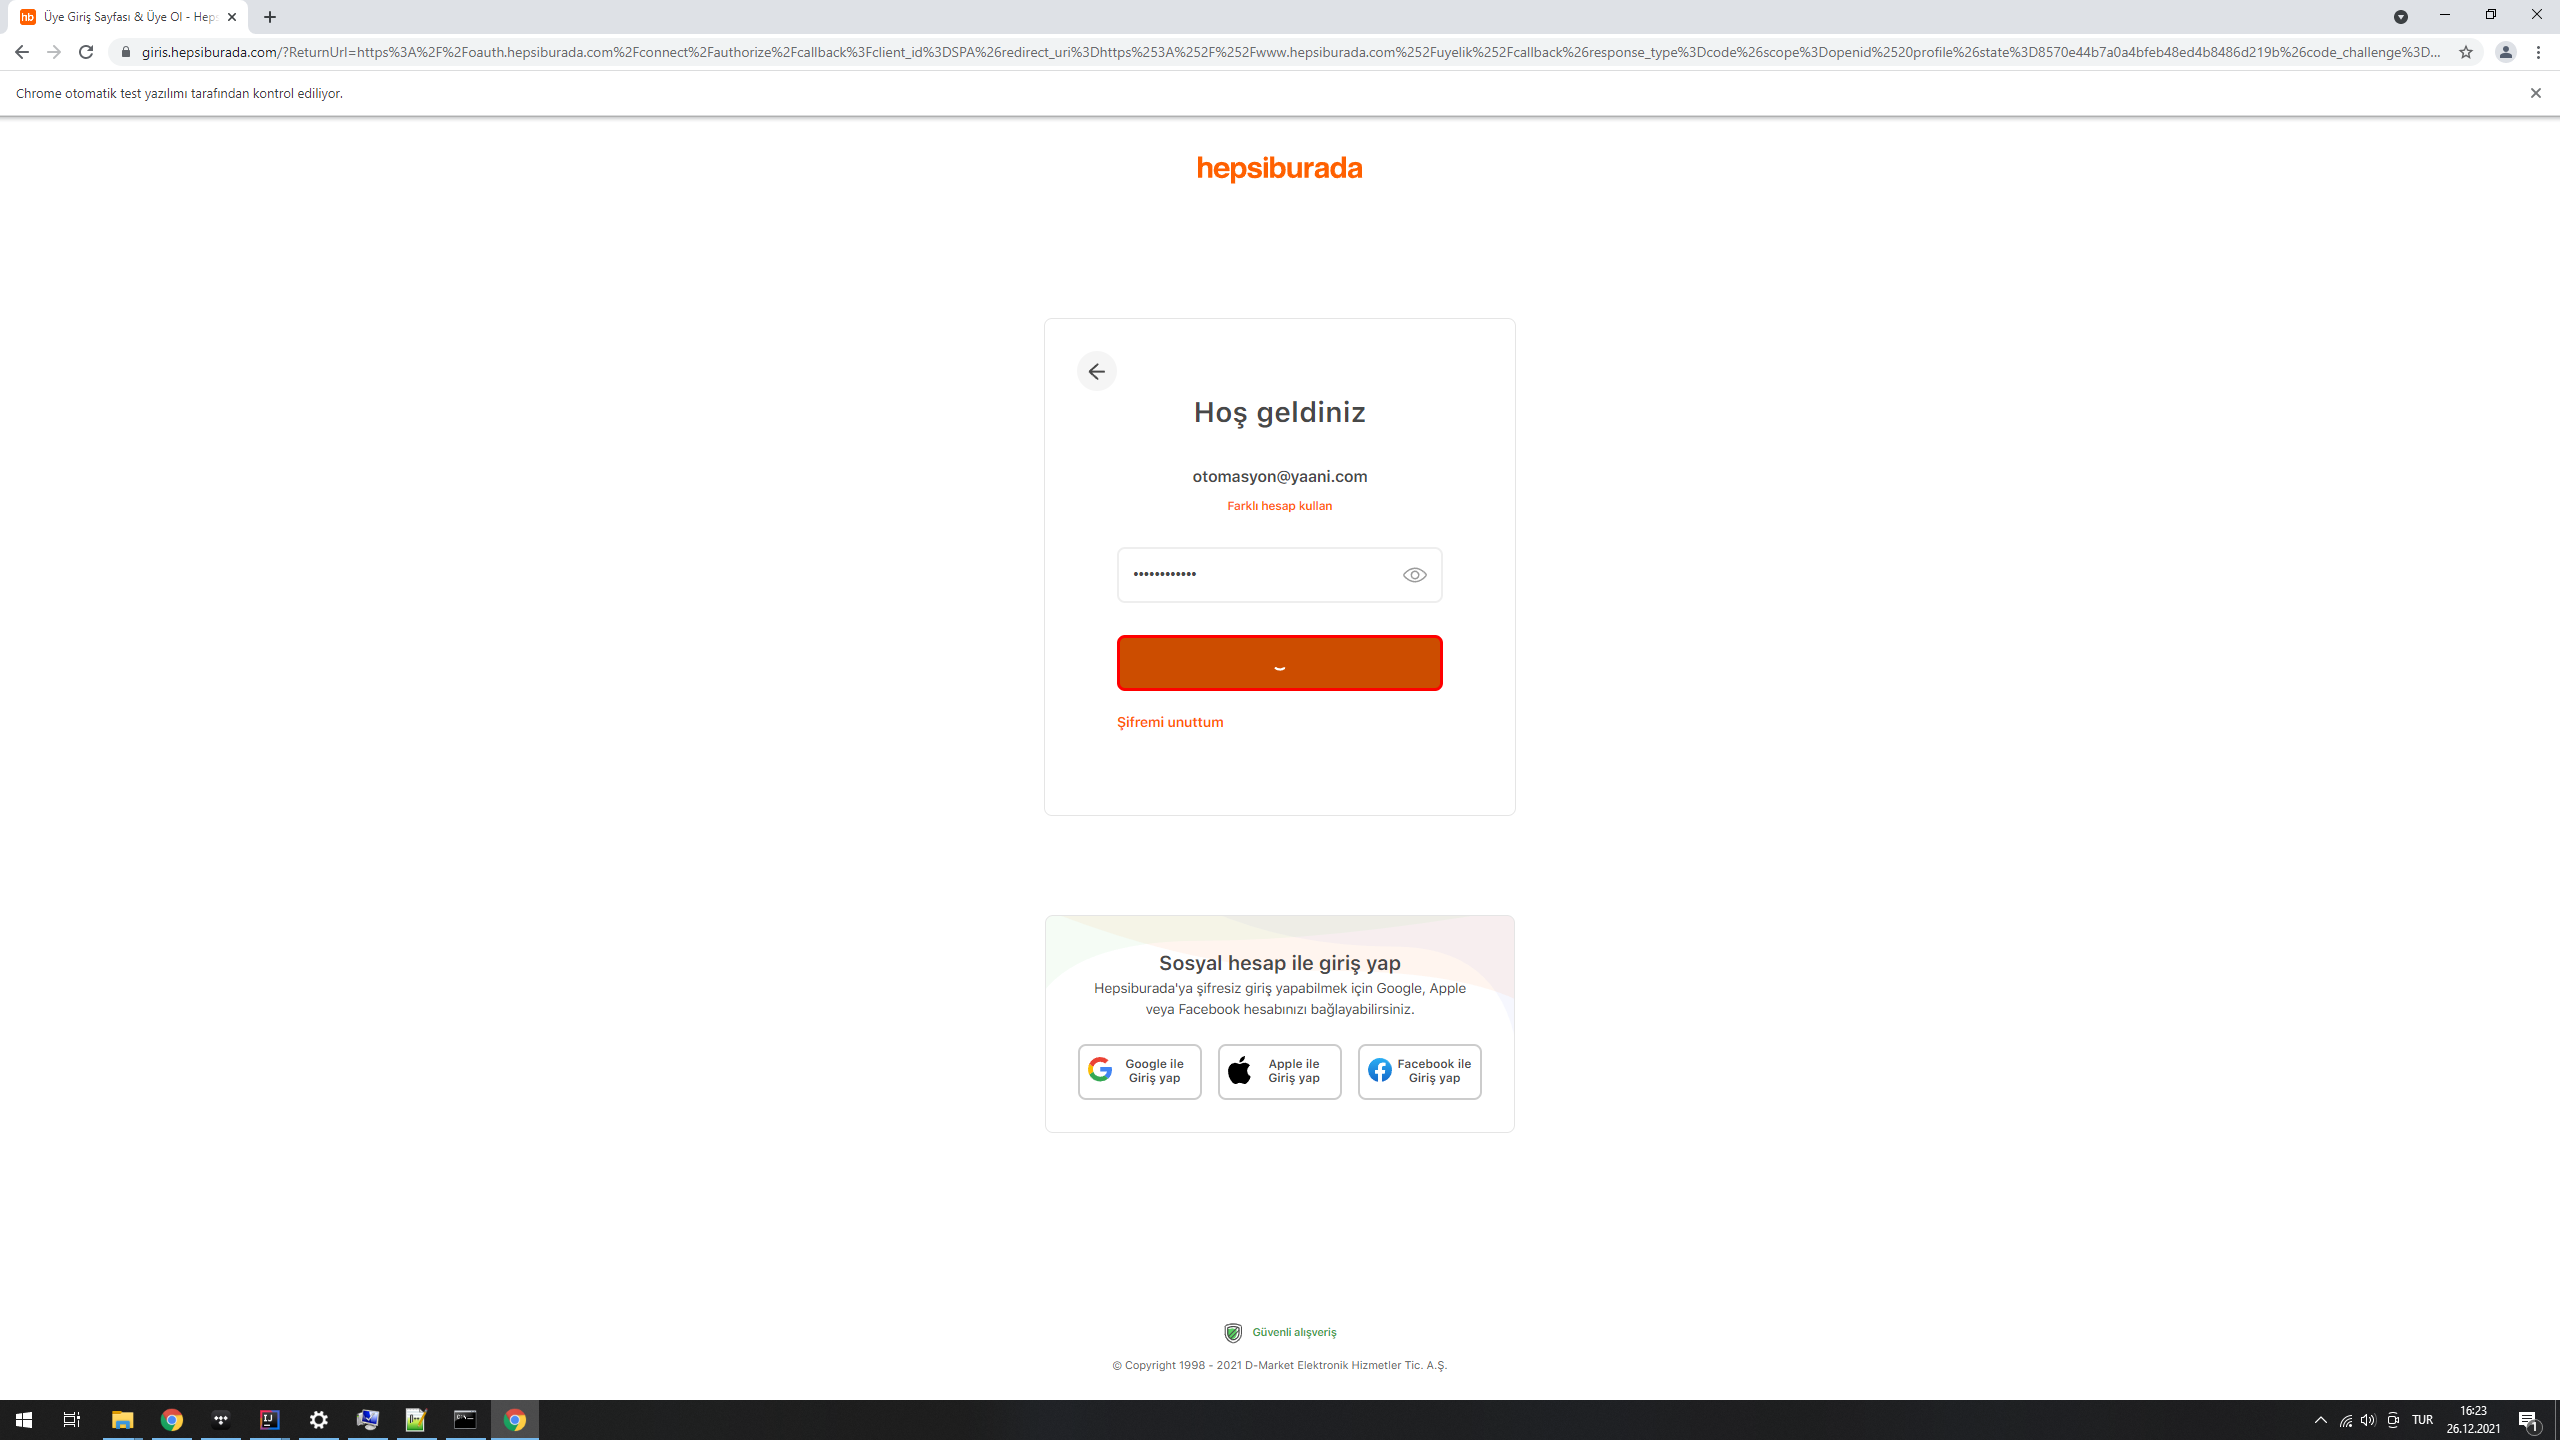 Üye Giriş Sayfası & Üye Ol - Heps
giris.hepsiburada.com/?ReturnUrl=https%3A%2F%2Foauth.hepsiburada.com%2Fconnect%2Fauthorize%2Fcallback%3Fclient_id%3DSPA%26redirect_uri%3Dhttps%253A%252F%252Fwww.hepsiburada.com%252Fuyelik%252Fcallback%26response_type%3Dcode%26scope%3Dopenid%2520profile%26state%3D8570e44b7a0a4bfeb48ed4b8486d219b%26code_challenge%3D...
Chrome otomatik test yazılımı tarafından kontrol ediliyor.
hepsiburada
Hoş geldiniz
otomasyon@yaani.com
Farklı hesap kullan
••••••••••••
Şifremi unuttum
Sosyal hesap ile giriş yap
Hepsiburada'ya şifresiz giriş yapabilmek için Google, Apple
veya Facebook hesabınızı bağlayabilirsiniz.
Google ile
Giriş yap
Apple ile
Giriş yap
Facebook ile
Giriş yap
Güvenli alışveriş
© Copyright 1998 - 2021 D-Market Elektronik Hizmetler Tic. A.Ş.
TUR
16:23
26.12.2021
1